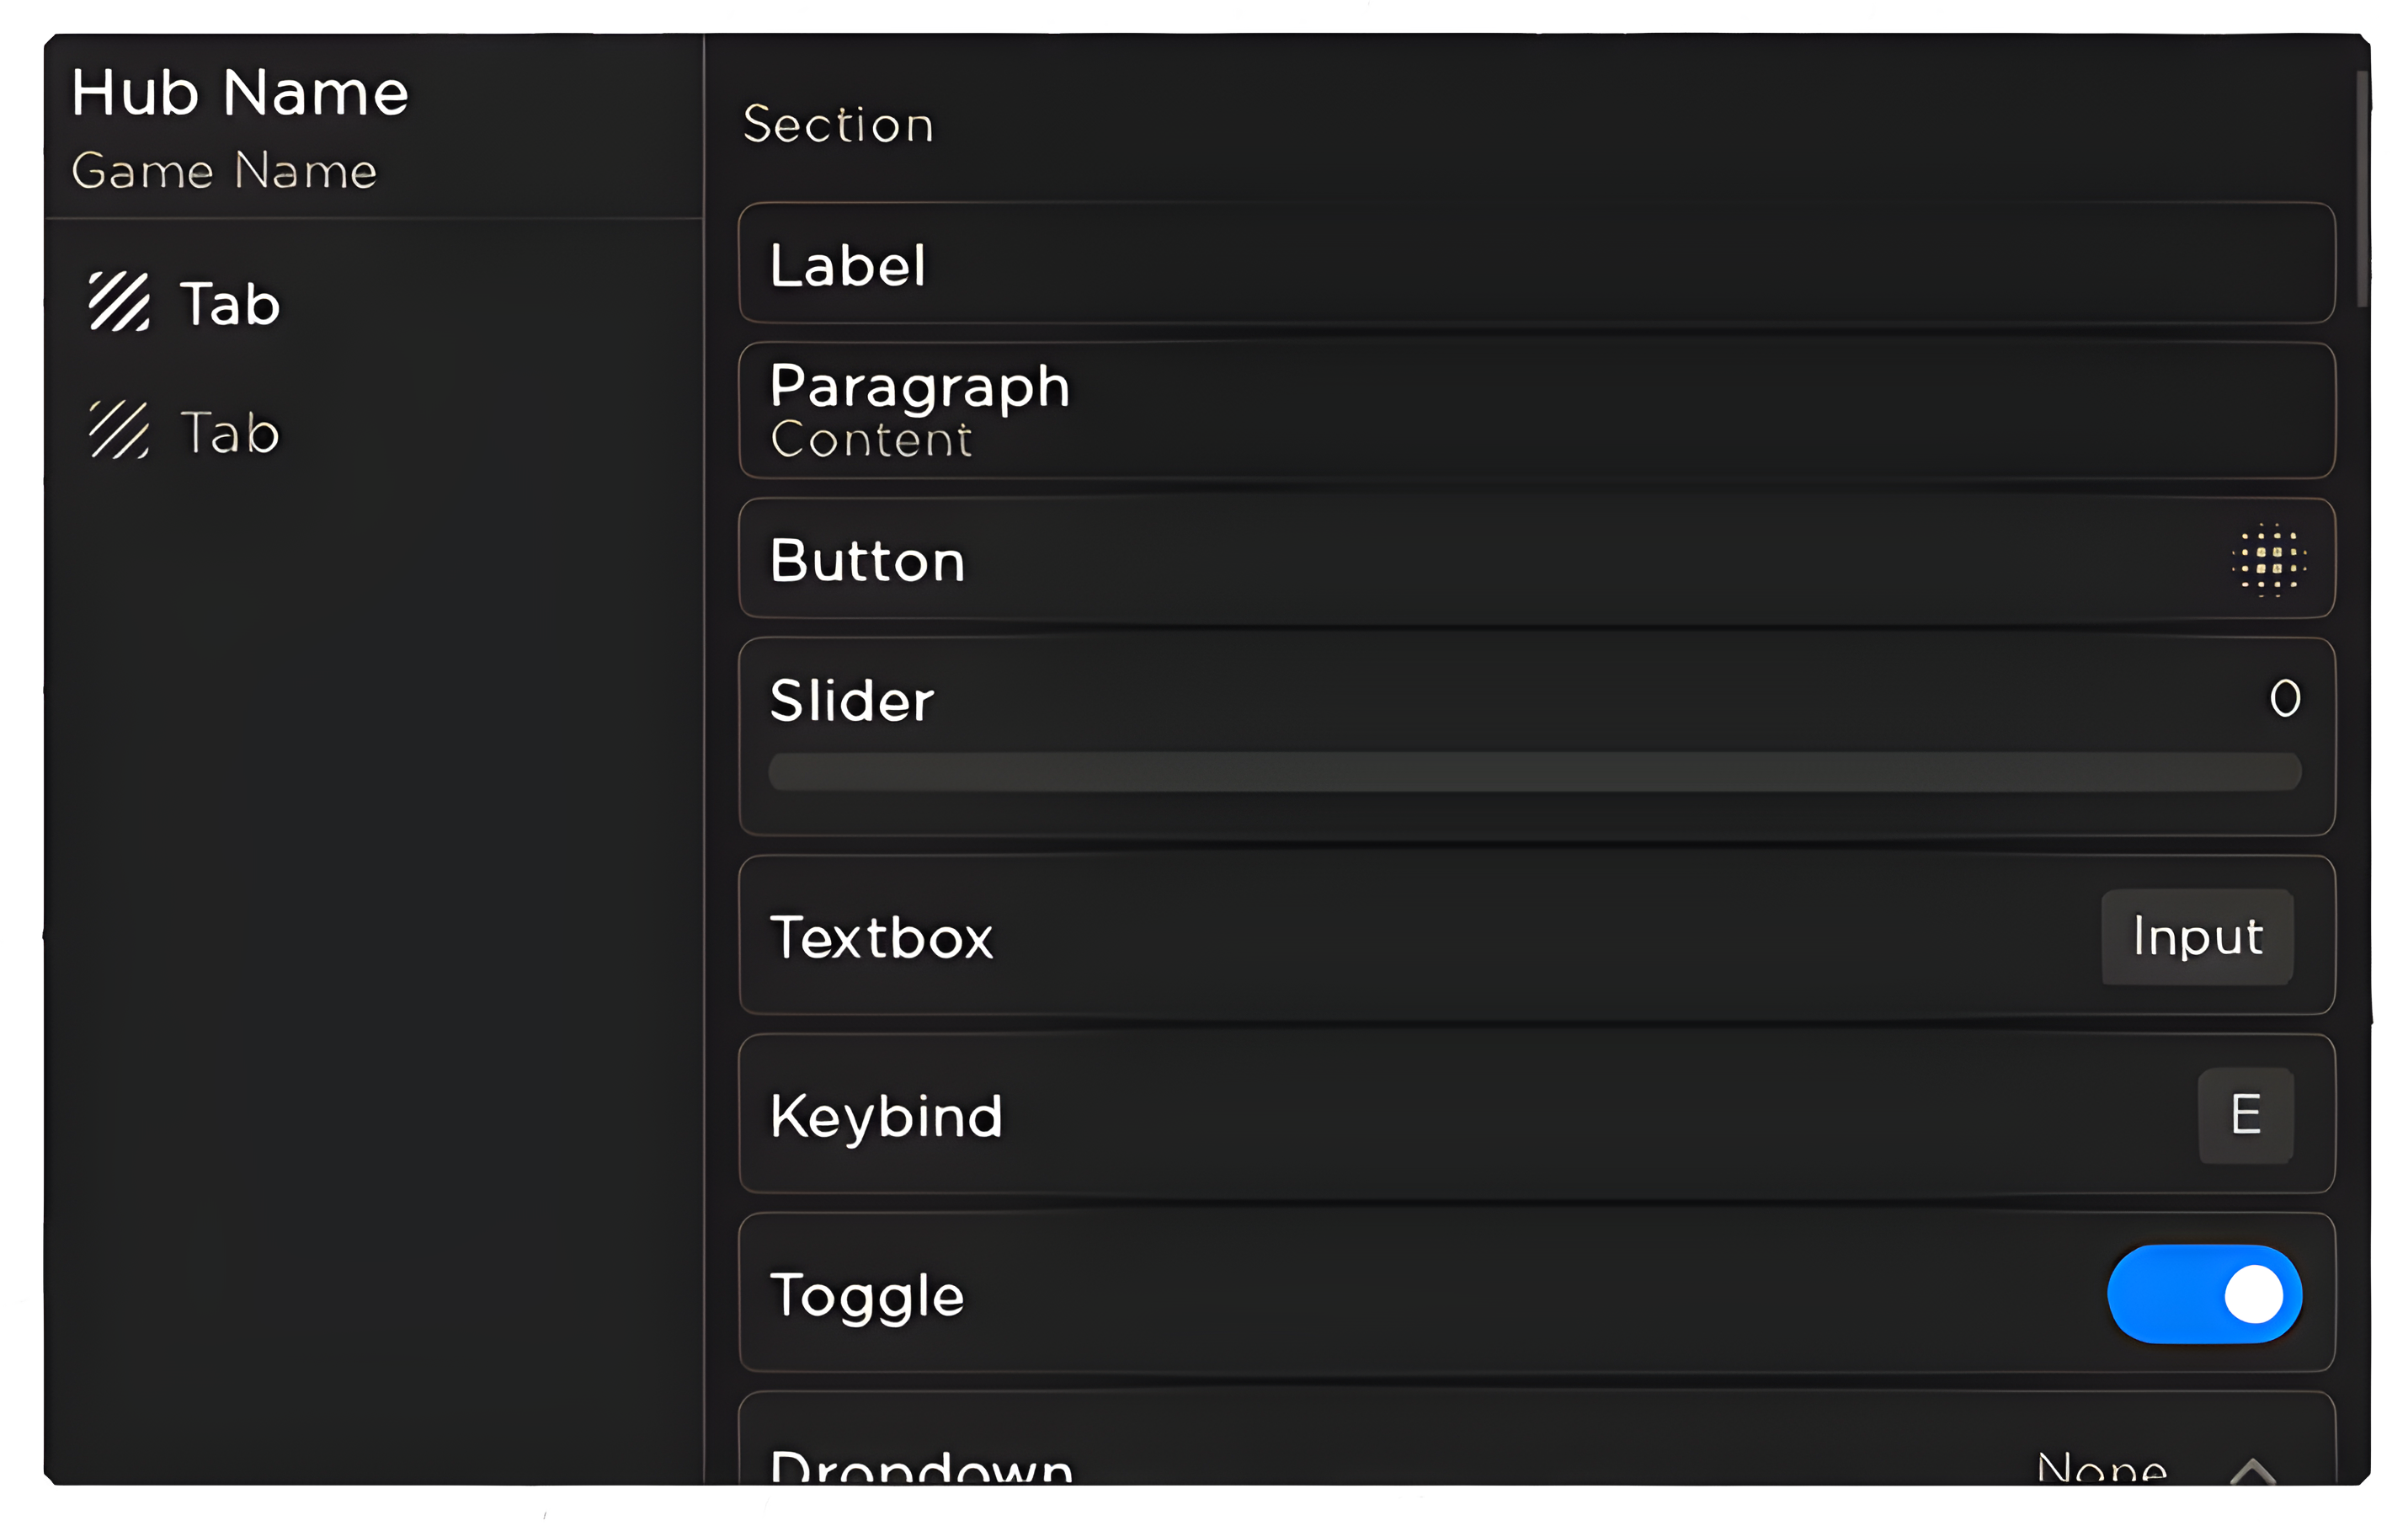 Hub Name
Game Name
Tab
Tab
Section
Label
Paragraph
Content
Button
Slider
0
Textbox
Input
Keybind
E
Toggle
Dropdown
None